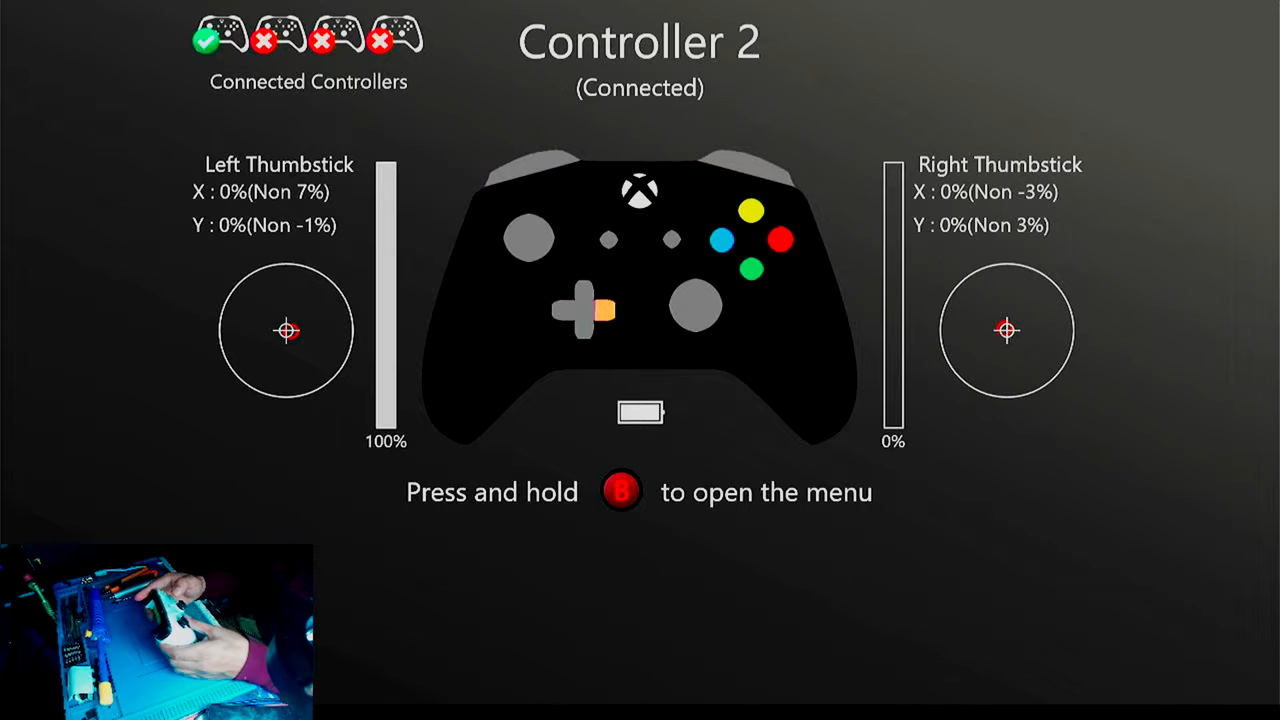 Controller 2
(Connected)
Connected Controllers
Left Thumbstick
X : 0%(Non 7%)
Y : 0%(Non -1%)
Right Thumbstick
X : 0%(Non -3%)
Y : 0%(Non 3%)
100%
0%
Press and hold B to open the menu